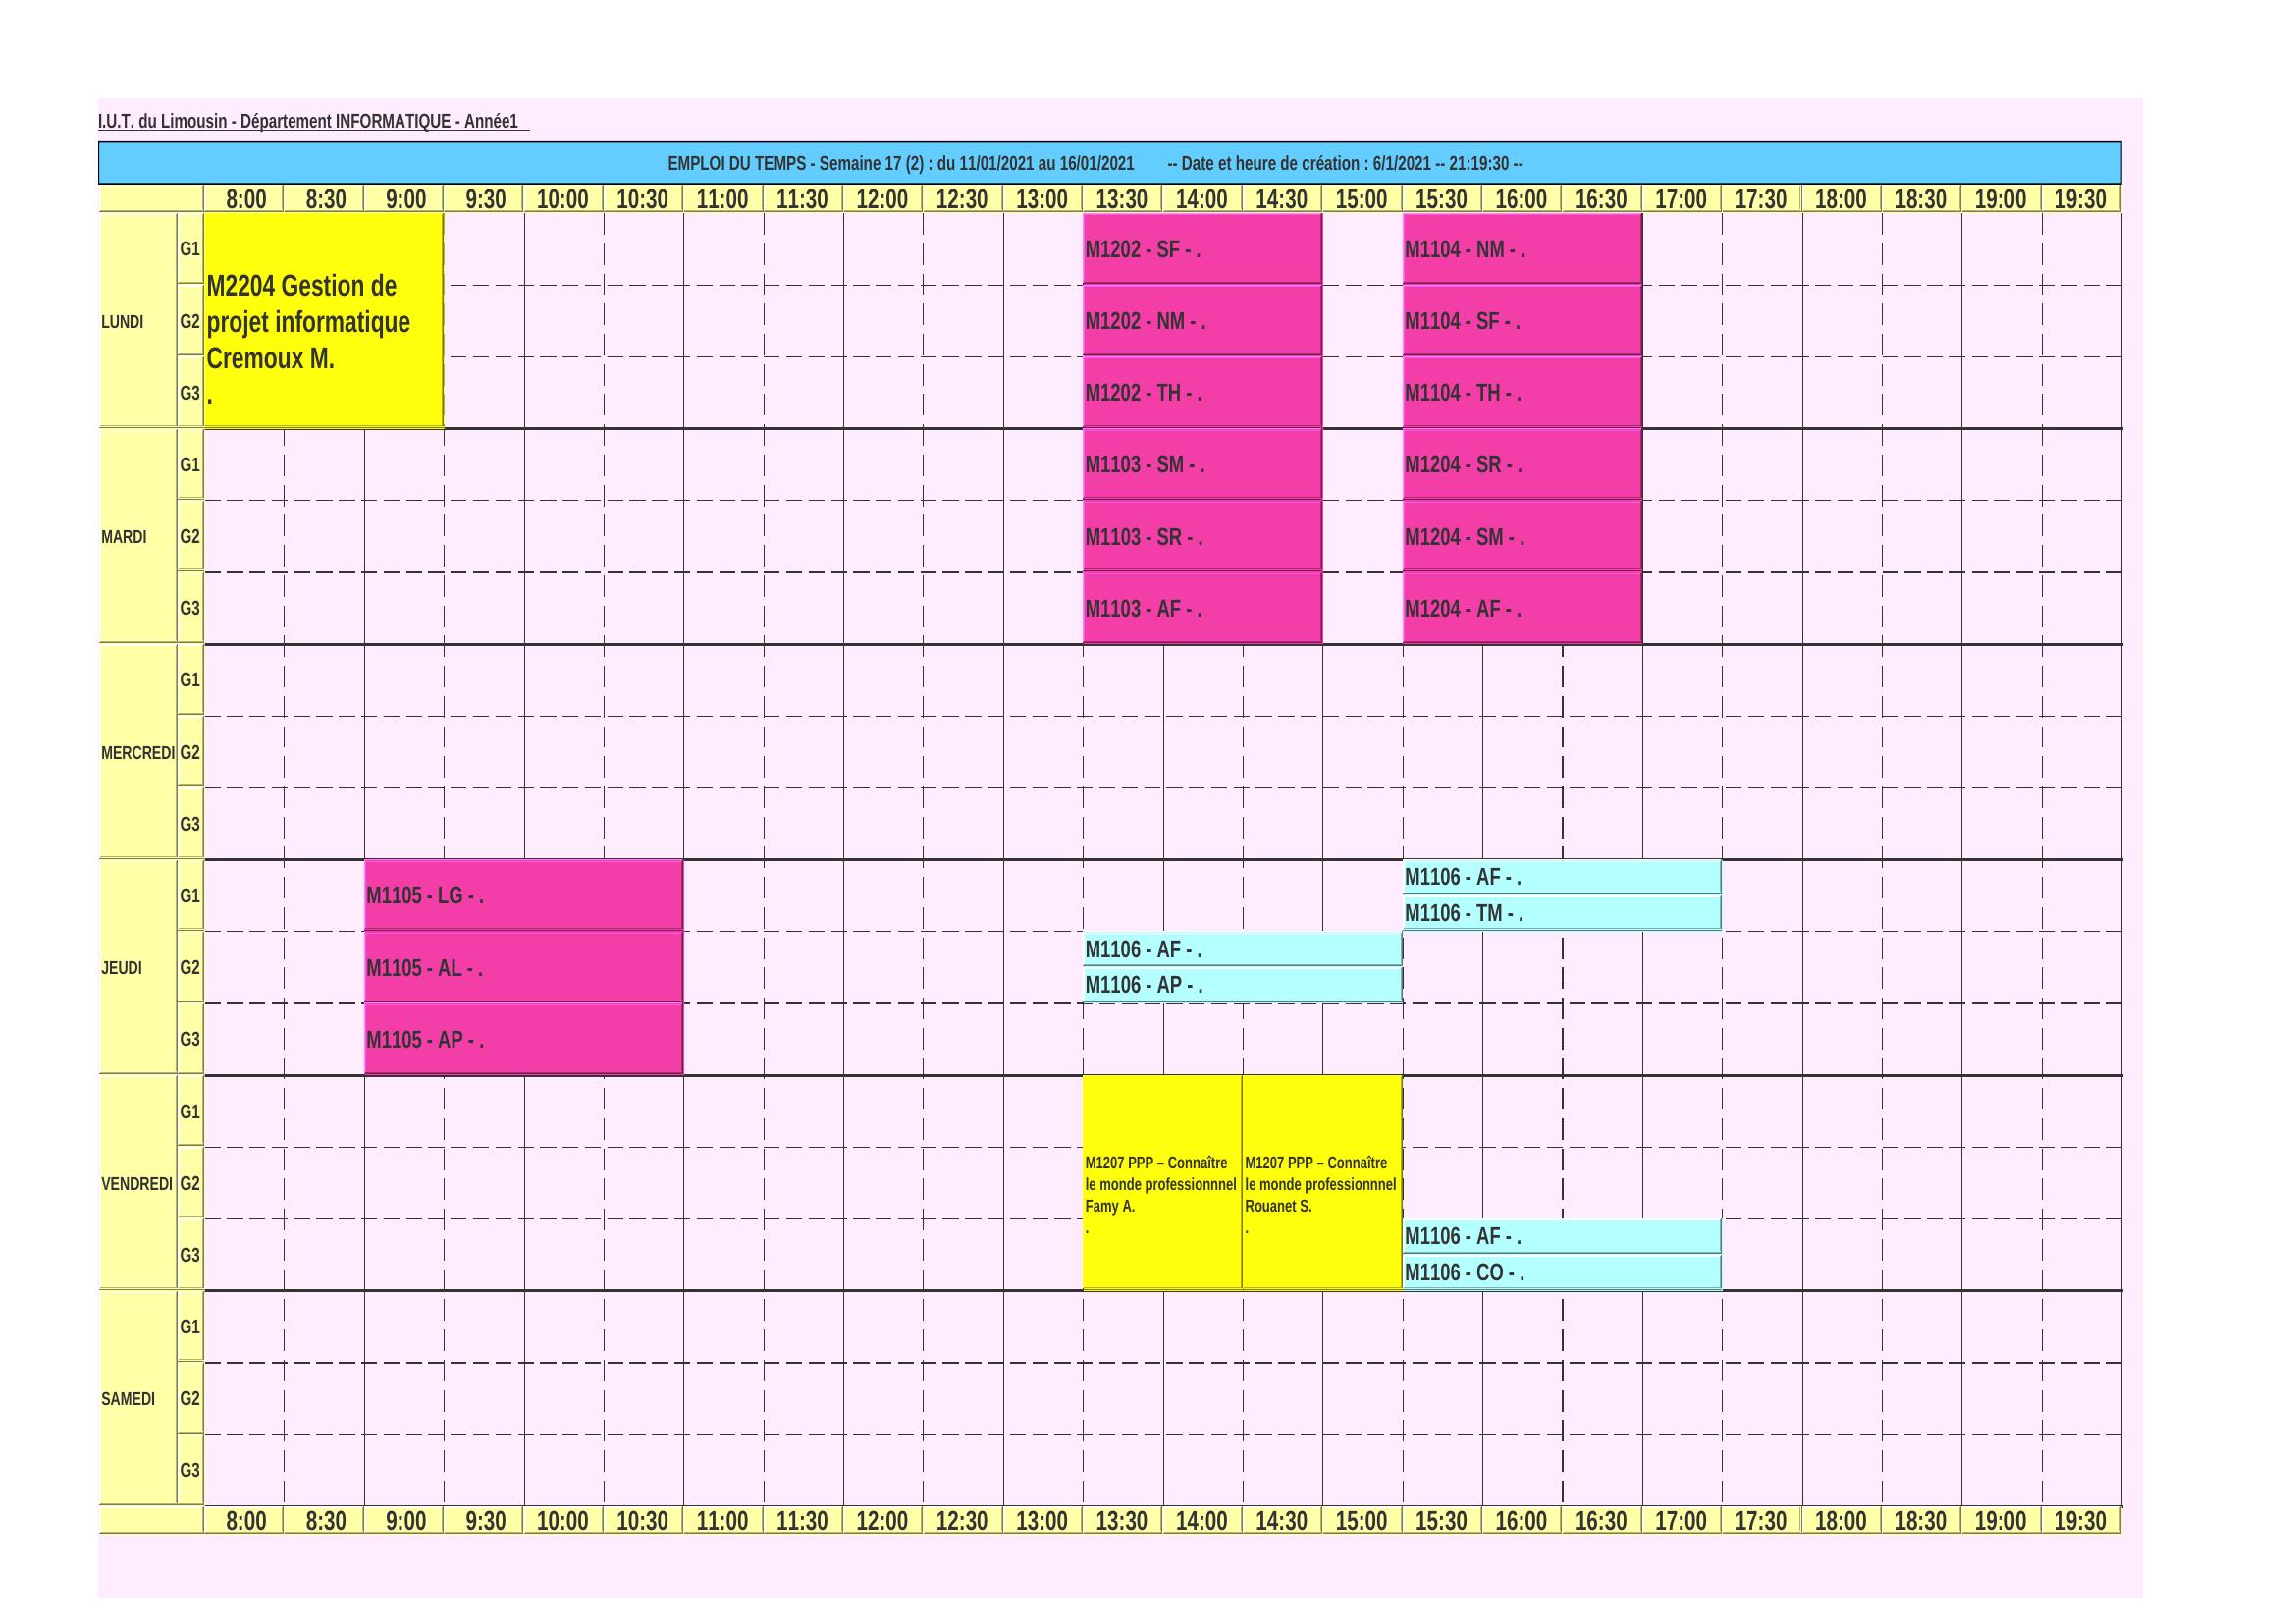 I.U.T. du Limousin - Département INFORMATIQUE - Année1
EMPLOI DU TEMPS - Semaine 17 (2) : du 11/01/2021 au 16/01/2021 -- Date et heure de création : 6/1/2021 -- 21:19:30 --
8:00 8:30 9:00 9:30 10:00 10:30 11:00 11:30 12:00 12:30 13:00 13:30 14:00 14:30 15:00 15:30 16:00 16:30 17:00 17:30 18:00 18:30 19:00 19:30
LUNDI
M2204 Gestion de
projet informatique
Cremoux M.
.
G1 M1202 - SF - . M1104 - NM - .
G2 M1202 - NM - . M1104 - SF - .
G3 M1202 - TH - . M1104 - TH - .
MARDI
G1 M1103 - SM - . M1204 - SR - .
G2 M1103 - SR - . M1204 - SM - .
G3 M1103 - AF - . M1204 - AF - .
MERCREDI
G1
G2
G3
JEUDI
G1 M1105 - LG - . M1106 - AF - .
M1106 - TM - .
G2 M1105 - AL - . M1106 - AF - .
M1106 - AP - .
G3 M1105 - AP - .
VENDREDI
G1
G2
M1207 PPP – Connaître
le monde professionnnel
Famy A.
.
M1207 PPP – Connaître
le monde professionnnel
Rouanet S.
.
G3 M1106 - AF - .
M1106 - CO - .
SAMEDI
G1
G2
G3
8:00 8:30 9:00 9:30 10:00 10:30 11:00 11:30 12:00 12:30 13:00 13:30 14:00 14:30 15:00 15:30 16:00 16:30 17:00 17:30 18:00 18:30 19:00 19:30